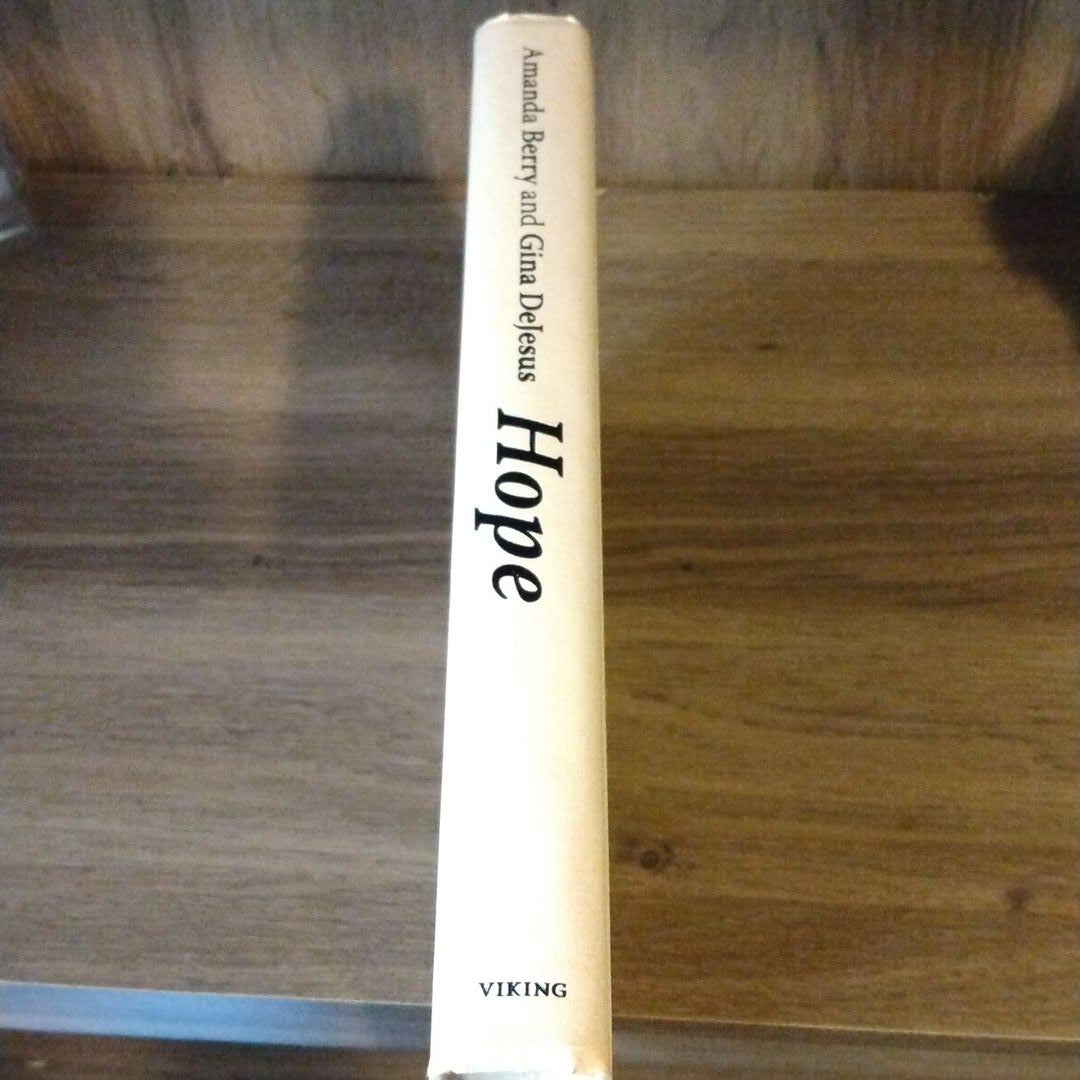 Amanda Berry and Gina DeJesus
Hope
VIKING